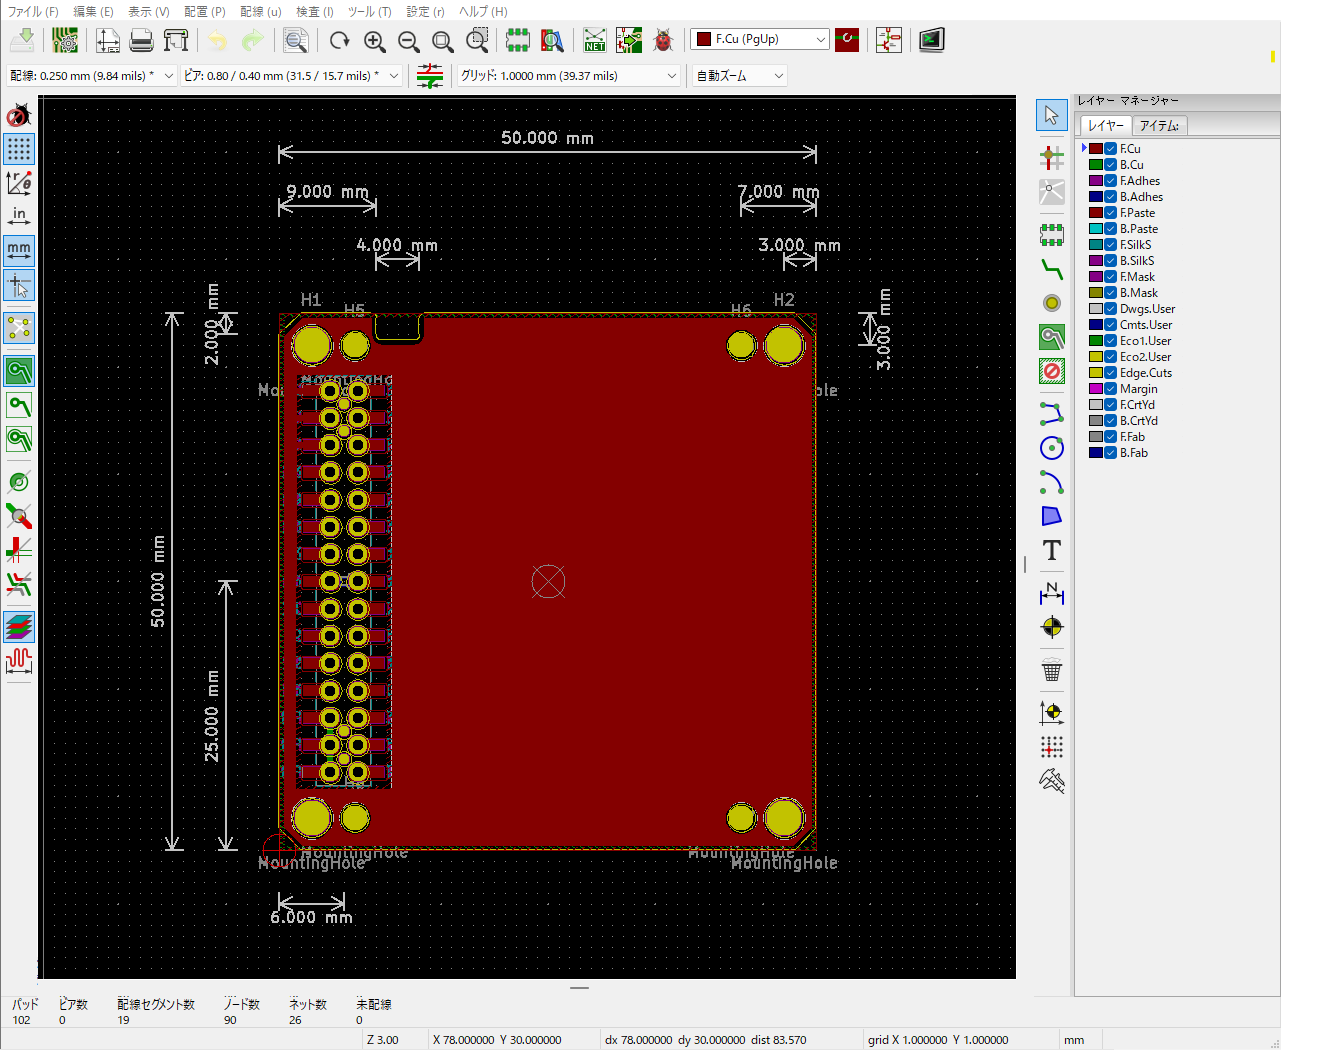 ファイル (F) 編集 (E) 表示 (V) 配置 (P) 配線 (u) 検査 (I) ツール (T) 設定 (r) ヘルプ (H)
NET
F.Cu (PgUp)
配線: 0.250 mm (9.84 mils) * ビア: 0.80 / 0.40 mm (31.5 / 15.7 mils) * グリッド: 1.0000 mm (39.37 mils) 自動ズーム
レイヤー マネージャー
レイヤー アイテム:
F.Cu
B.Cu
F.Adhes
B.Adhes
F.Paste
B.Paste
F.SilkS
B.SilkS
F.Mask
B.Mask
Dwgs.User
Cmts.User
Eco1.User
Eco2.User
Edge.Cuts
Margin
F.CrtYd
B.CrtYd
F.Fab
B.Fab
r
θ
in
mm
T
N
50.000 mm
9.000 mm 7.000 mm
4.000 mm 3.000 mm
H1 H5 H6 H2
2.000 mm
3.000 mm
50.000 mm
25.000 mm
MountingHole MountingHole
MountingHole MountingHole
6.000 mm
パッド ビア数 配線セグメント数 ノード数 ネット数 未配線
102 0 19 90 26 0
Z 3.00 X 78.000000 Y 30.000000 dx 78.000000 dy 30.000000 dist 83.570 grid X 1.000000 Y 1.000000 mm